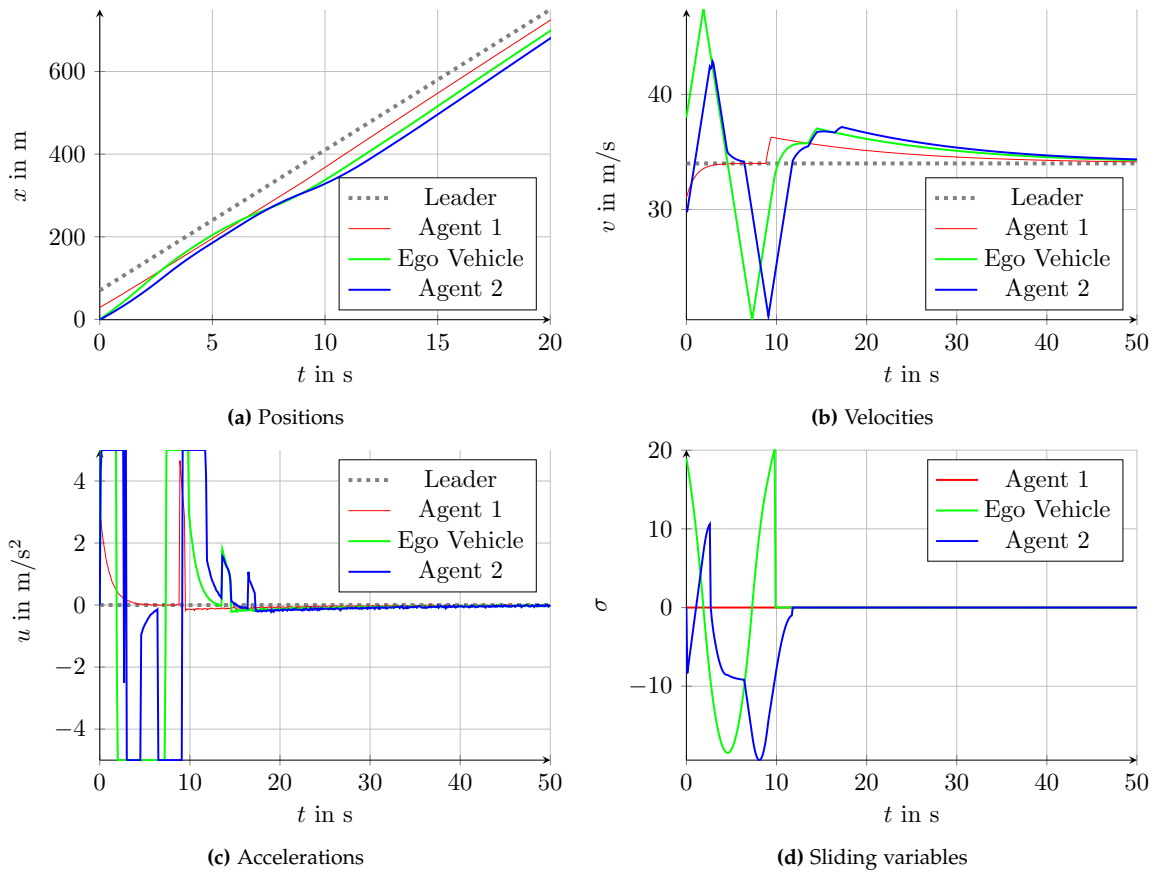 600
400
200
0
x in m
0
5
10
15
20
t in s
Leader
Agent 1
Ego Vehicle
Agent 2
(a) Positions
40
30
v in m/s
0
10
20
30
40
50
t in s
Leader
Agent 1
Ego Vehicle
Agent 2
(b) Velocities
4
2
0
−2
−4
u in m/s²
0
10
20
30
40
50
t in s
Leader
Agent 1
Ego Vehicle
Agent 2
(c) Accelerations
20
10
0
−10
σ
0
10
20
30
40
50
t in s
Agent 1
Ego Vehicle
Agent 2
(d) Sliding variables